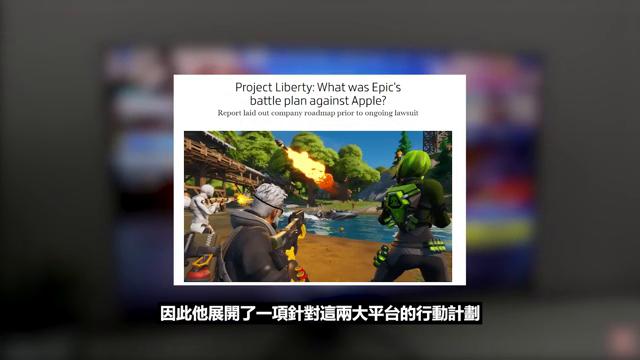 Project Liberty: What was Epic's
battle plan against Apple?
Report laid out company roadmap prior to ongoing lawsuit
因此他展開了一項針對這兩大平台的行動計劃